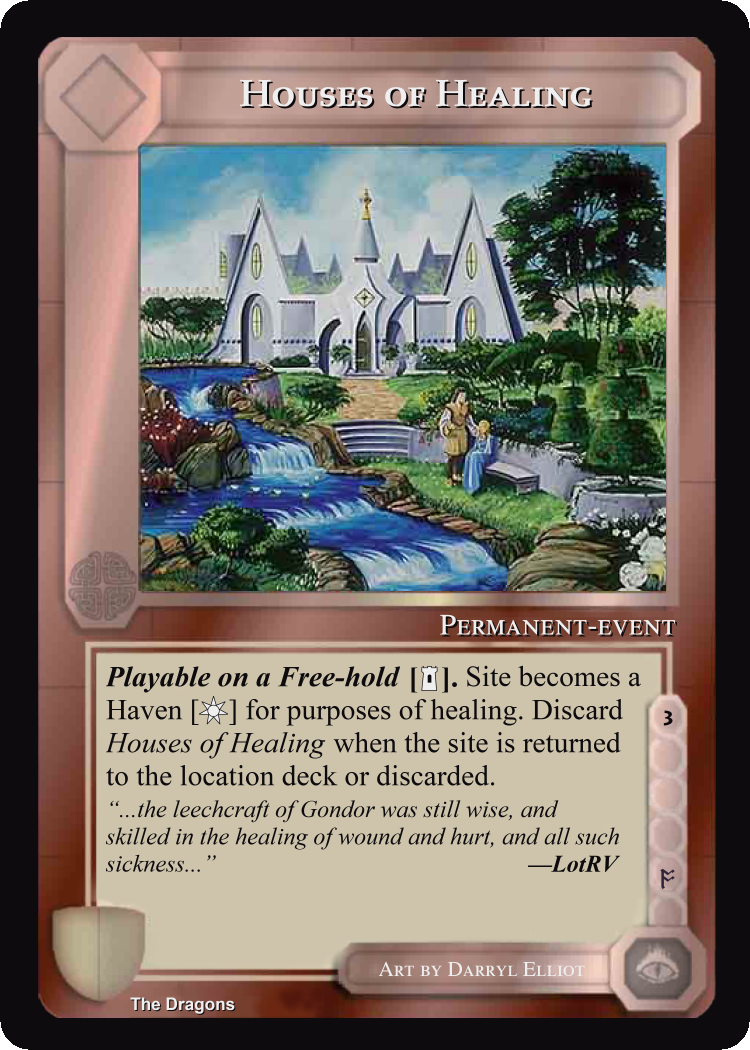 Houses of Healing
Permanent-event
Playable on a Free-hold [ ]. Site becomes a
Haven [ ] for purposes of healing. Discard
Houses of Healing when the site is returned
to the location deck or discarded.
“...the leechcraft of Gondor was still wise, and
skilled in the healing of wound and hurt, and all such
sickness...” —LotRV
3
ᚩ
Art by Darryl Elliot
The Dragons